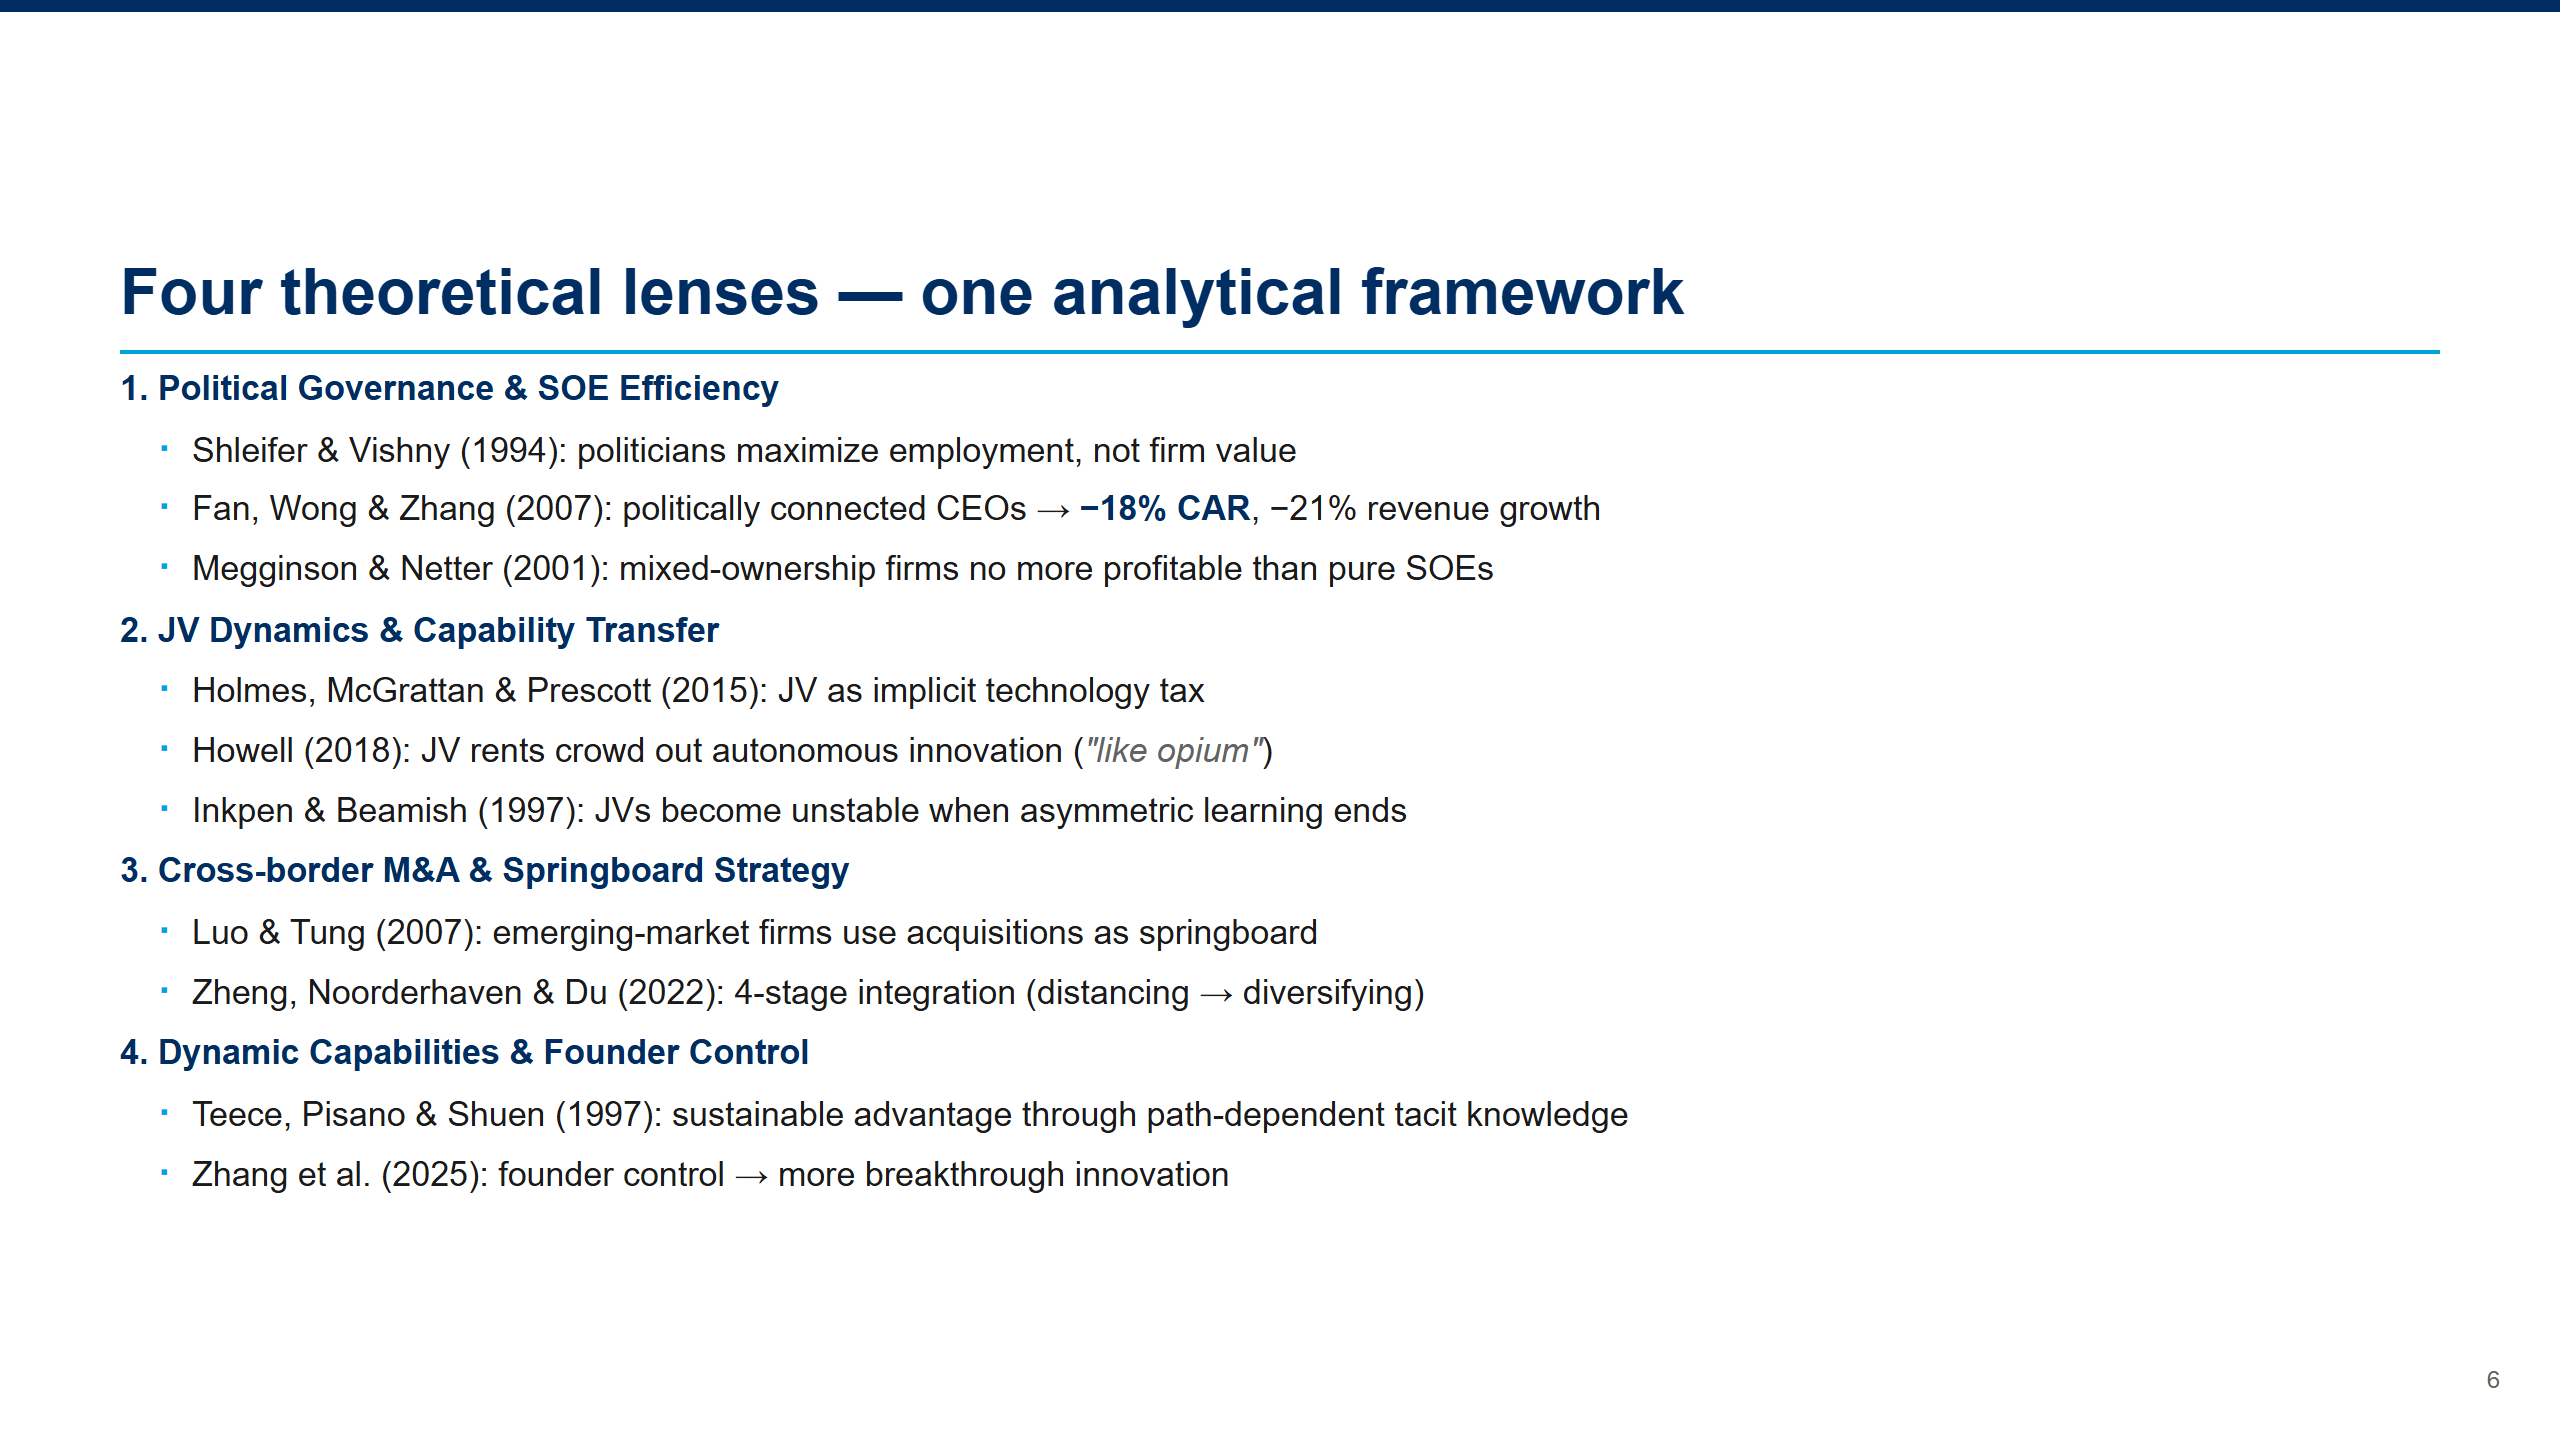 Four theoretical lenses — one analytical framework
1. Political Governance & SOE Efficiency
▪ Shleifer & Vishny (1994): politicians maximize employment, not firm value
▪ Fan, Wong & Zhang (2007): politically connected CEOs → −18% CAR, −21% revenue growth
▪ Megginson & Netter (2001): mixed-ownership firms no more profitable than pure SOEs
2. JV Dynamics & Capability Transfer
▪ Holmes, McGrattan & Prescott (2015): JV as implicit technology tax
▪ Howell (2018): JV rents crowd out autonomous innovation ("like opium")
▪ Inkpen & Beamish (1997): JVs become unstable when asymmetric learning ends
3. Cross-border M&A & Springboard Strategy
▪ Luo & Tung (2007): emerging-market firms use acquisitions as springboard
▪ Zheng, Noorderhaven & Du (2022): 4-stage integration (distancing → diversifying)
4. Dynamic Capabilities & Founder Control
▪ Teece, Pisano & Shuen (1997): sustainable advantage through path-dependent tacit knowledge
▪ Zhang et al. (2025): founder control → more breakthrough innovation
6